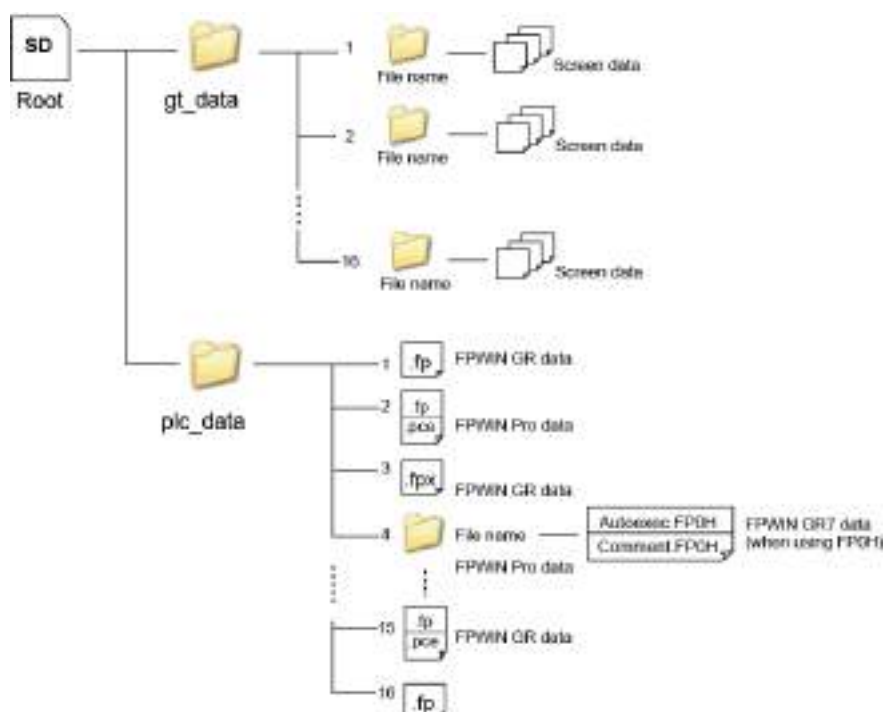 SD
Root
gt_data
1
File name
Screen data
2
File name
Screen data
16
File name
Screen data
plc_data
1
.fp
FPWIN GR data
2
.fp
.pce
FPWIN Pro data
3
.fpx
FPWIN GR data
4
File name
Autoexec.FP0H
Comment.FP0H
FPWIN GR7 data
(when using FP0H)
FPWIN Pro data
15
.fp
.pce
FPWIN GR data
16
.fp